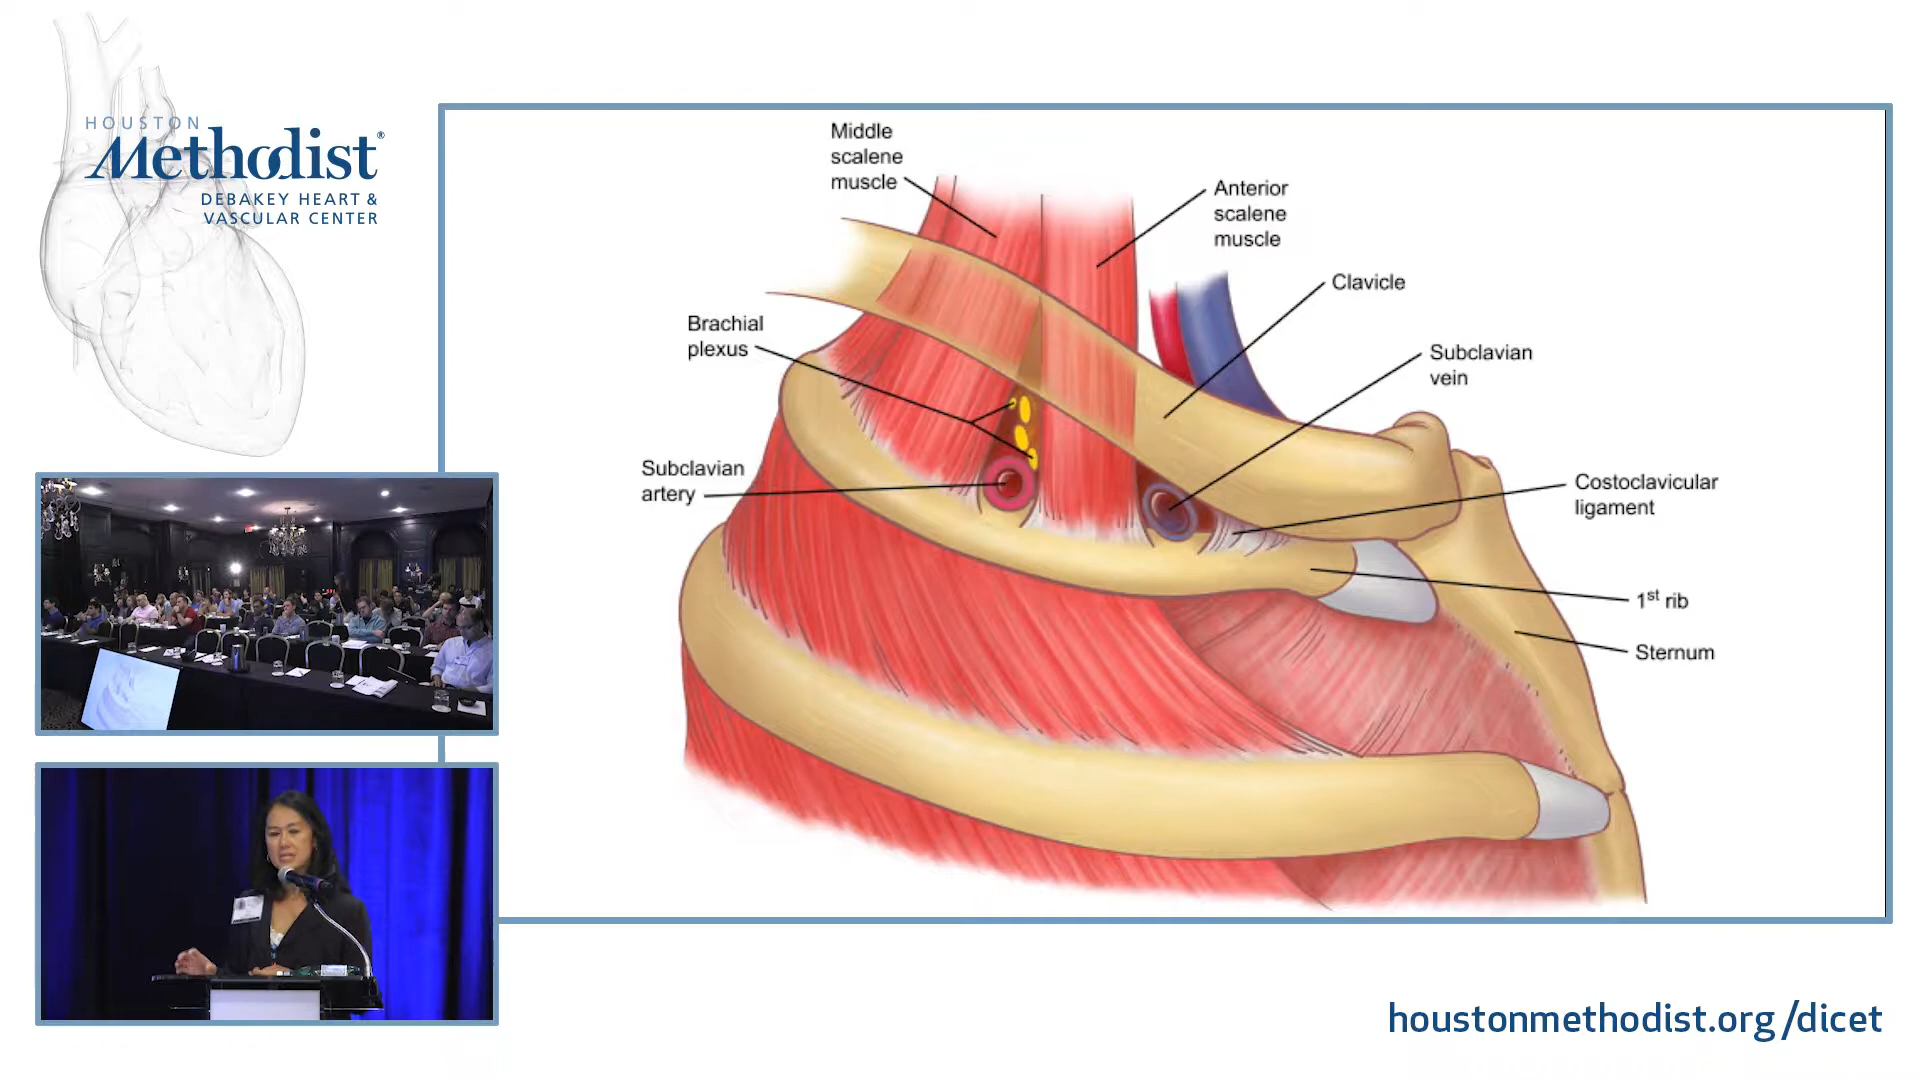 HOUSTON
Methodist®
DEBAKEY HEART &
VASCULAR CENTER
Middle
scalene
muscle
Anterior
scalene
muscle
Clavicle
Brachial
plexus
Subclavian
vein
Subclavian
artery
Costoclavicular
ligament
1st rib
Sternum
houstonmethodist.org/dicet